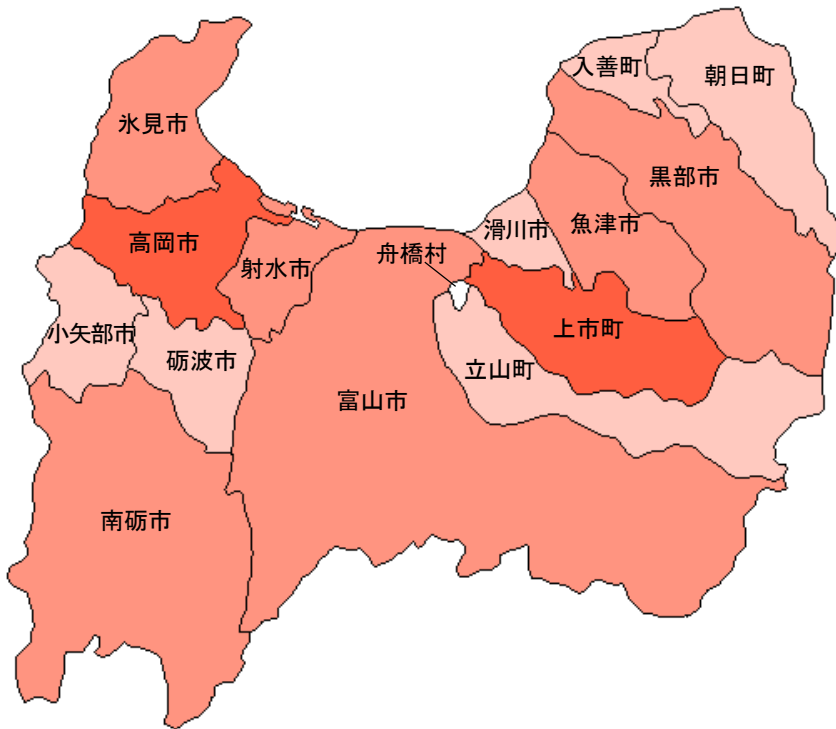 入善町
朝日町
氷見市
黒部市
魚津市
滑川市
高岡市
舟橋村
射水市
上市町
小矢部市
砺波市
立山町
富山市
南砺市